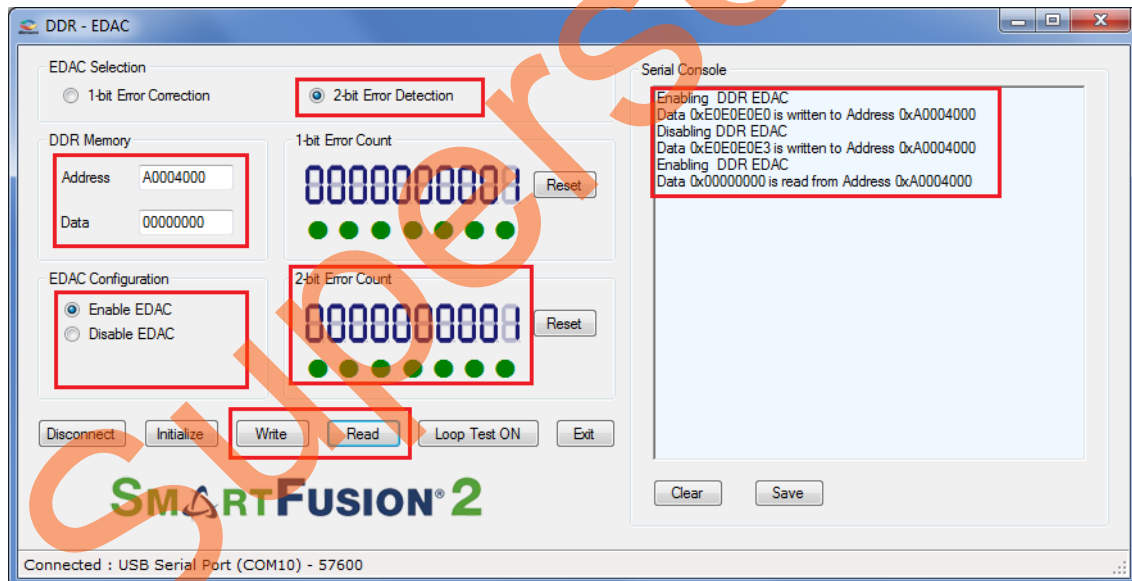 DDR - EDAC
EDAC Selection
1-bit Error Correction
2-bit Error Detection
DDR Memory
Address
A0004000
Data
00000000
1-bit Error Count
0000000001
Reset
EDAC Configuration
Enable EDAC
Disable EDAC
2-bit Error Count
0000000001
Reset
Disconnect
Initialize
Write
Read
Loop Test ON
Exit
SMARTFUSION® 2
Serial Console
Enabling DDR EDAC
Data 0xE0E0E0E0 is written to Address 0xA0004000
Disabling DDR EDAC
Data 0xE0E0E0E3 is written to Address 0xA0004000
Enabling DDR EDAC
Data 0x00000000 is read from Address 0xA0004000
Clear
Save
Connected : USB Serial Port (COM10) - 57600
Supers